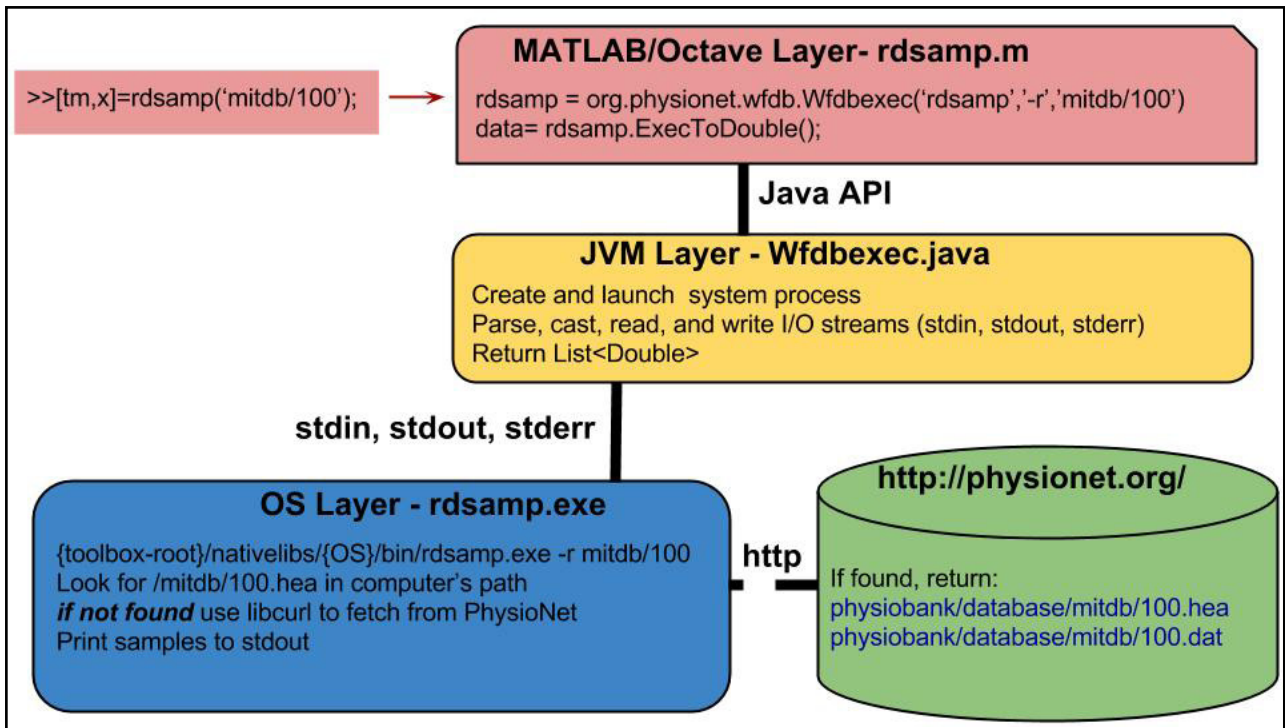 >>[tm,x]=rdsamp(‘mitdb/100’);
MATLAB/Octave Layer- rdsamp.m
rdsamp = org.physionet.wfdb.Wfdbexec(‘rdsamp’,’-r’,’mitdb/100’)
data= rdsamp.ExecToDouble();
Java API
JVM Layer - Wfdbexec.java
Create and launch system process
Parse, cast, read, and write I/O streams (stdin, stdout, stderr)
Return List<Double>
stdin, stdout, stderr
OS Layer - rdsamp.exe
{toolbox-root}/nativelibs/{OS}/bin/rdsamp.exe -r mitdb/100
Look for /mitdb/100.hea in computer’s path
if not found use libcurl to fetch from PhysioNet
Print samples to stdout
http
http://physionet.org/
If found, return:
physiobank/database/mitdb/100.hea
physiobank/database/mitdb/100.dat